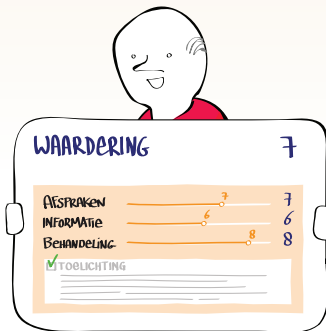 WAARDERING 7
AFSPRAKEN 7 7
INFORMATIE 6 6
BEHANDELING 8 8
✓ TOELICHTING